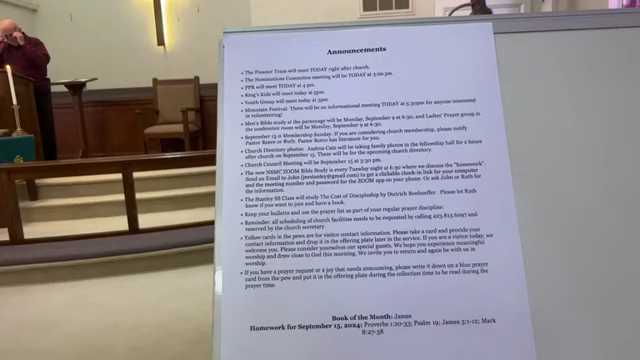 Announcements
• The Finance Team will meet TODAY right after church.
• The Nominations Committee meeting will be TODAY at 3:00 pm.
• PPR will meet TODAY at 4 pm.
• King's Kids will meet today at 5pm.
• Youth Group will meet today at 5pm.
• Mountain Festival: There will be an informational meeting TODAY at 5:30pm for anyone interested
in volunteering!
• Men's Bible study at the parsonage will be Monday, September 9 at 6:30, and Ladies' Prayer group in
the conference room will be Monday, September 9 at 6:30.
• September 15 is Membership Sunday. If you are considering church membership, please notify
Pastor Reece or Ruth. Pastor Reece has literature for you.
• Church Directory photos: Andrea Cain will be taking family photos in the fellowship hall for 2 hours
after church on September 15. These will be for the upcoming church directory.
• Church Council Meeting will be September 15 at 3:30 pm.
• The new ZOOM Bible Study is every Tuesday night at 6:30 where we discuss the "homework".
Send an Email to John to get a clickable check-in link for your computer
and the meeting number and password for the ZOOM app on your phone. Or ask John or Ruth for
information.
• The Stanley SS Class will study The Cost of Discipleship by Dietrich Bonhoeffer. Please let Ruth
know if you want to join and have a book.
• Keep your bulletin and use the prayer list as part of your regular prayer discipline.
• Reminder: all scheduling of church facilities needs to be requested by calling 423.813.6097 and
reserved by the church secretary.
• Yellow cards in the pews are for visitor contact information. Please take a card and provide your
contact information and drop it in the offering plate later in the service. If you are a visitor today, we
welcome you. Please consider yourselves our special guests. We hope you experience meaningful
worship and draw close to God this morning. We invite you to return and again be with us in
worship.
• If you have a prayer request or a joy that needs announcing, please write it down on a blue prayer
card from the pew and put it in the offering plate during the collection time to be read during the
prayer time.
Book of the Month: James
Homework for September 15, 2024: Proverbs 1:20-33; Psalm 19; James 3:1-12; Mark
8:27-38